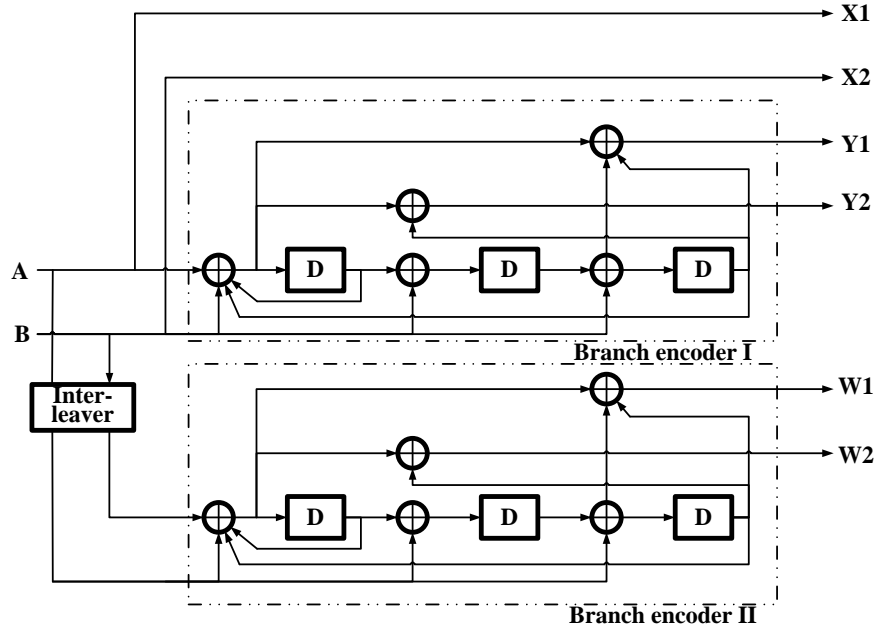 X1
X2
Y1
Y2
A
D
D
D
B
Branch encoder I
Inter-
leaver
W1
W2
D
D
D
Branch encoder II